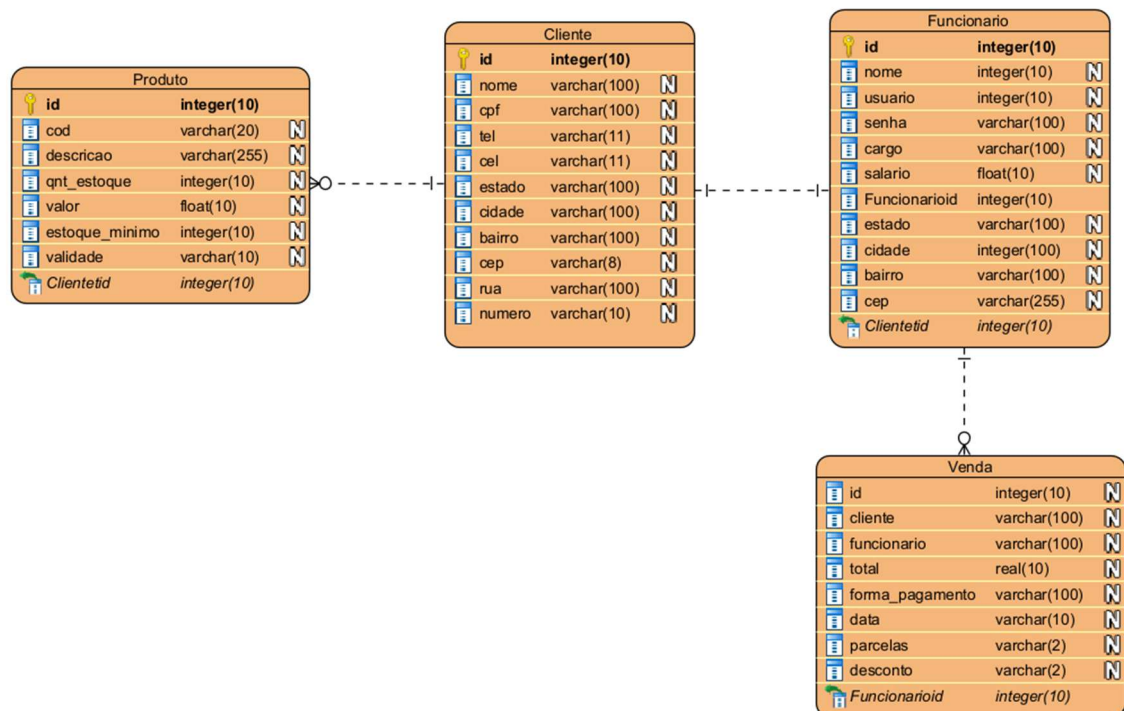 Produto
id integer(10)
cod varchar(20) N
descricao varchar(255) N
qnt_estoque integer(10) N
valor float(10) N
estoque_minimo integer(10) N
validade varchar(10) N
Clientetid integer(10)
Cliente
id integer(10)
nome varchar(100) N
cpf varchar(100) N
tel varchar(11) N
cel varchar(11) N
estado varchar(100) N
cidade varchar(100) N
bairro varchar(100) N
cep varchar(8) N
rua varchar(100) N
numero varchar(10) N
Funcionario
id integer(10)
nome integer(10) N
usuario integer(10) N
senha varchar(100) N
cargo varchar(100) N
salario float(10) N
Funcionarioid integer(10)
estado varchar(100) N
cidade integer(100) N
bairro varchar(100) N
cep varchar(255) N
Clientetid integer(10)
Venda
id integer(10) N
cliente varchar(100) N
funcionario varchar(100) N
total real(10) N
forma_pagamento varchar(100) N
data varchar(10) N
parcelas varchar(2) N
desconto varchar(2) N
Funcionarioid integer(10)